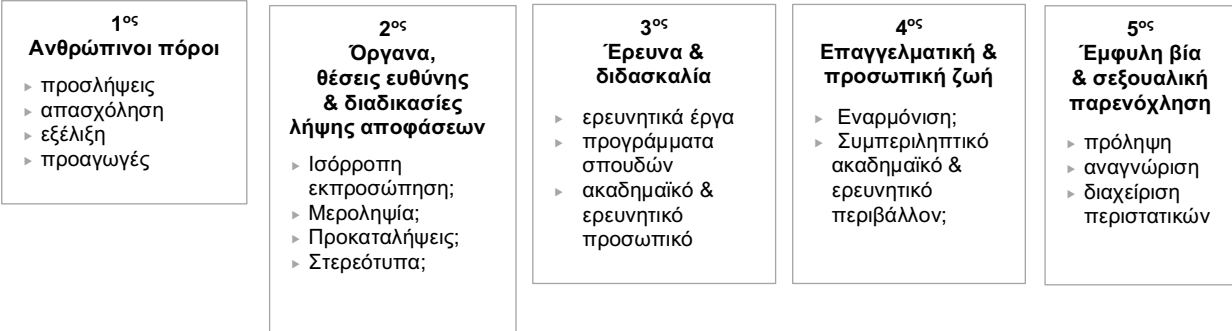 1ος
Ανθρώπινοι πόροι
▸ προσλήψεις
▸ απασχόληση
▸ εξέλιξη
▸ προαγωγές
2ος
Όργανα,
θέσεις ευθύνης
& διαδικασίες
λήψης αποφάσεων
▸ Ισόρροπη
εκπροσώπηση;
▸ Μεροληψία;
▸ Προκαταλήψεις;
▸ Στερεότυπα;
3ος
Έρευνα &
διδασκαλία
▸ ερευνητικά έργα
▸ προγράμματα
σπουδών
▸ ακαδημαϊκό &
ερευνητικό
προσωπικό
4ος
Επαγγελματική &
προσωπική ζωή
▸ Εναρμόνιση;
▸ Συμπεριληπτικό
ακαδημαϊκό &
ερευνητικό
περιβάλλον;
5ος
Έμφυλη βία
& σεξουαλική
παρενόχληση
▸ πρόληψη
▸ αναγνώριση
▸ διαχείριση
περιστατικών